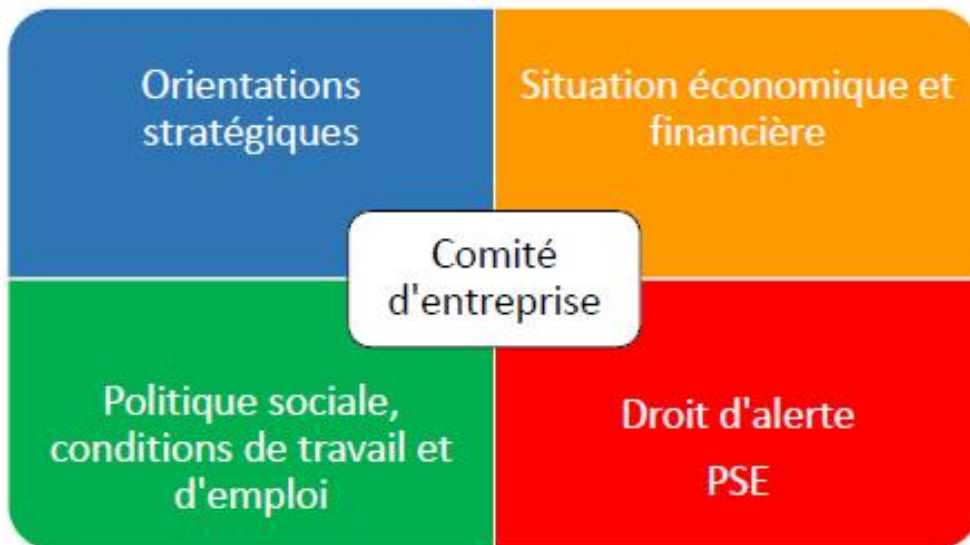 Orientations
stratégiques
Situation économique et
financière
Comité
d'entreprise
Politique sociale,
conditions de travail et
d'emploi
Droit d'alerte
PSE